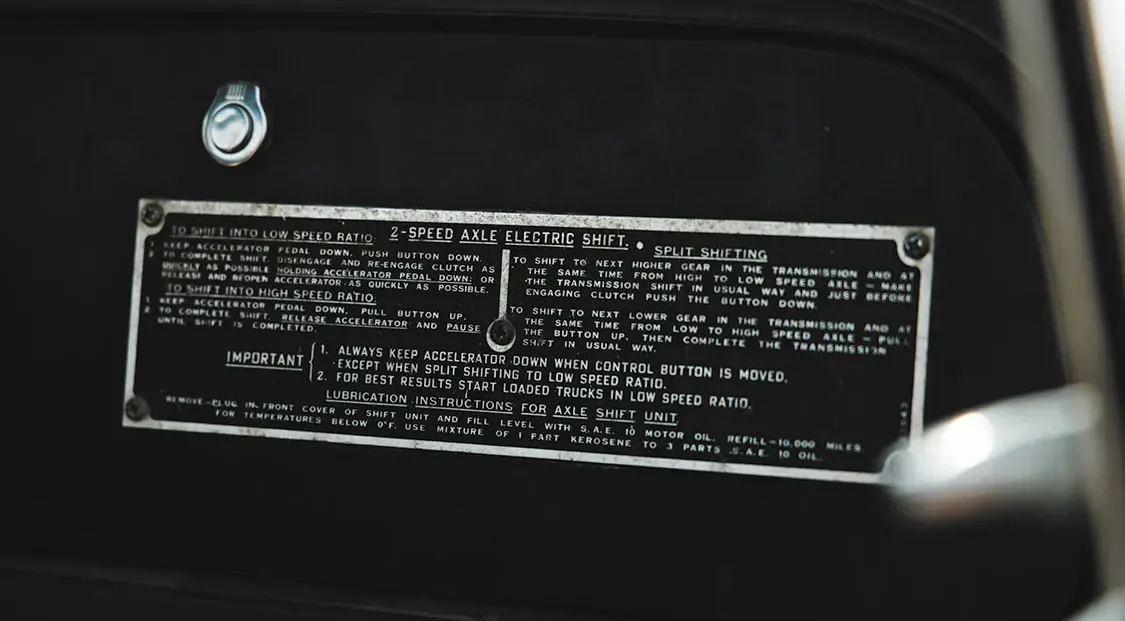 2-SPEED AXLE ELECTRIC SHIFT.
TO SHIFT INTO LOW SPEED RATIO:
1. KEEP ACCELERATOR PEDAL DOWN, PUSH BUTTON DOWN.
2. TO COMPLETE SHIFT, DISENGAGE AND RE-ENGAGE CLUTCH AS
QUICKLY AS POSSIBLE HOLDING ACCELERATOR PEDAL DOWN: OR
RELEASE AND REOPEN ACCELERATOR AS QUICKLY AS POSSIBLE.
TO SHIFT INTO HIGH SPEED RATIO:
1. KEEP ACCELERATOR PEDAL DOWN, PULL BUTTON UP.
2. TO COMPLETE SHIFT, RELEASE ACCELERATOR AND PAUSE
UNTIL SHIFT IS COMPLETED.
SPLIT SHIFTING
TO SHIFT TO NEXT HIGHER GEAR IN THE TRANSMISSION AND AT
THE SAME TIME FROM HIGH TO LOW SPEED AXLE – MAKE
THE TRANSMISSION SHIFT IN USUAL WAY AND JUST BEFORE
ENGAGING CLUTCH PUSH THE BUTTON DOWN.
TO SHIFT TO NEXT LOWER GEAR IN THE TRANSMISSION AND AT
THE SAME TIME FROM LOW TO HIGH SPEED AXLE – PULL
THE BUTTON UP, THEN COMPLETE THE TRANSMISSION
SHIFT IN USUAL WAY.
IMPORTANT
1. ALWAYS KEEP ACCELERATOR DOWN WHEN CONTROL BUTTON IS MOVED,
EXCEPT WHEN SPLIT SHIFTING TO LOW SPEED RATIO.
2. FOR BEST RESULTS START LOADED TRUCKS IN LOW SPEED RATIO.
LUBRICATION INSTRUCTIONS FOR AXLE SHIFT UNIT
REMOVE PLUG IN FRONT COVER OF SHIFT UNIT AND FILL LEVEL WITH S.A.E. 10 MOTOR OIL. REFILL–10,000 MILES.
FOR TEMPERATURES BELOW 0°F. USE MIXTURE OF 1 PART KEROSENE TO 3 PARTS S.A.E. 10 OIL.